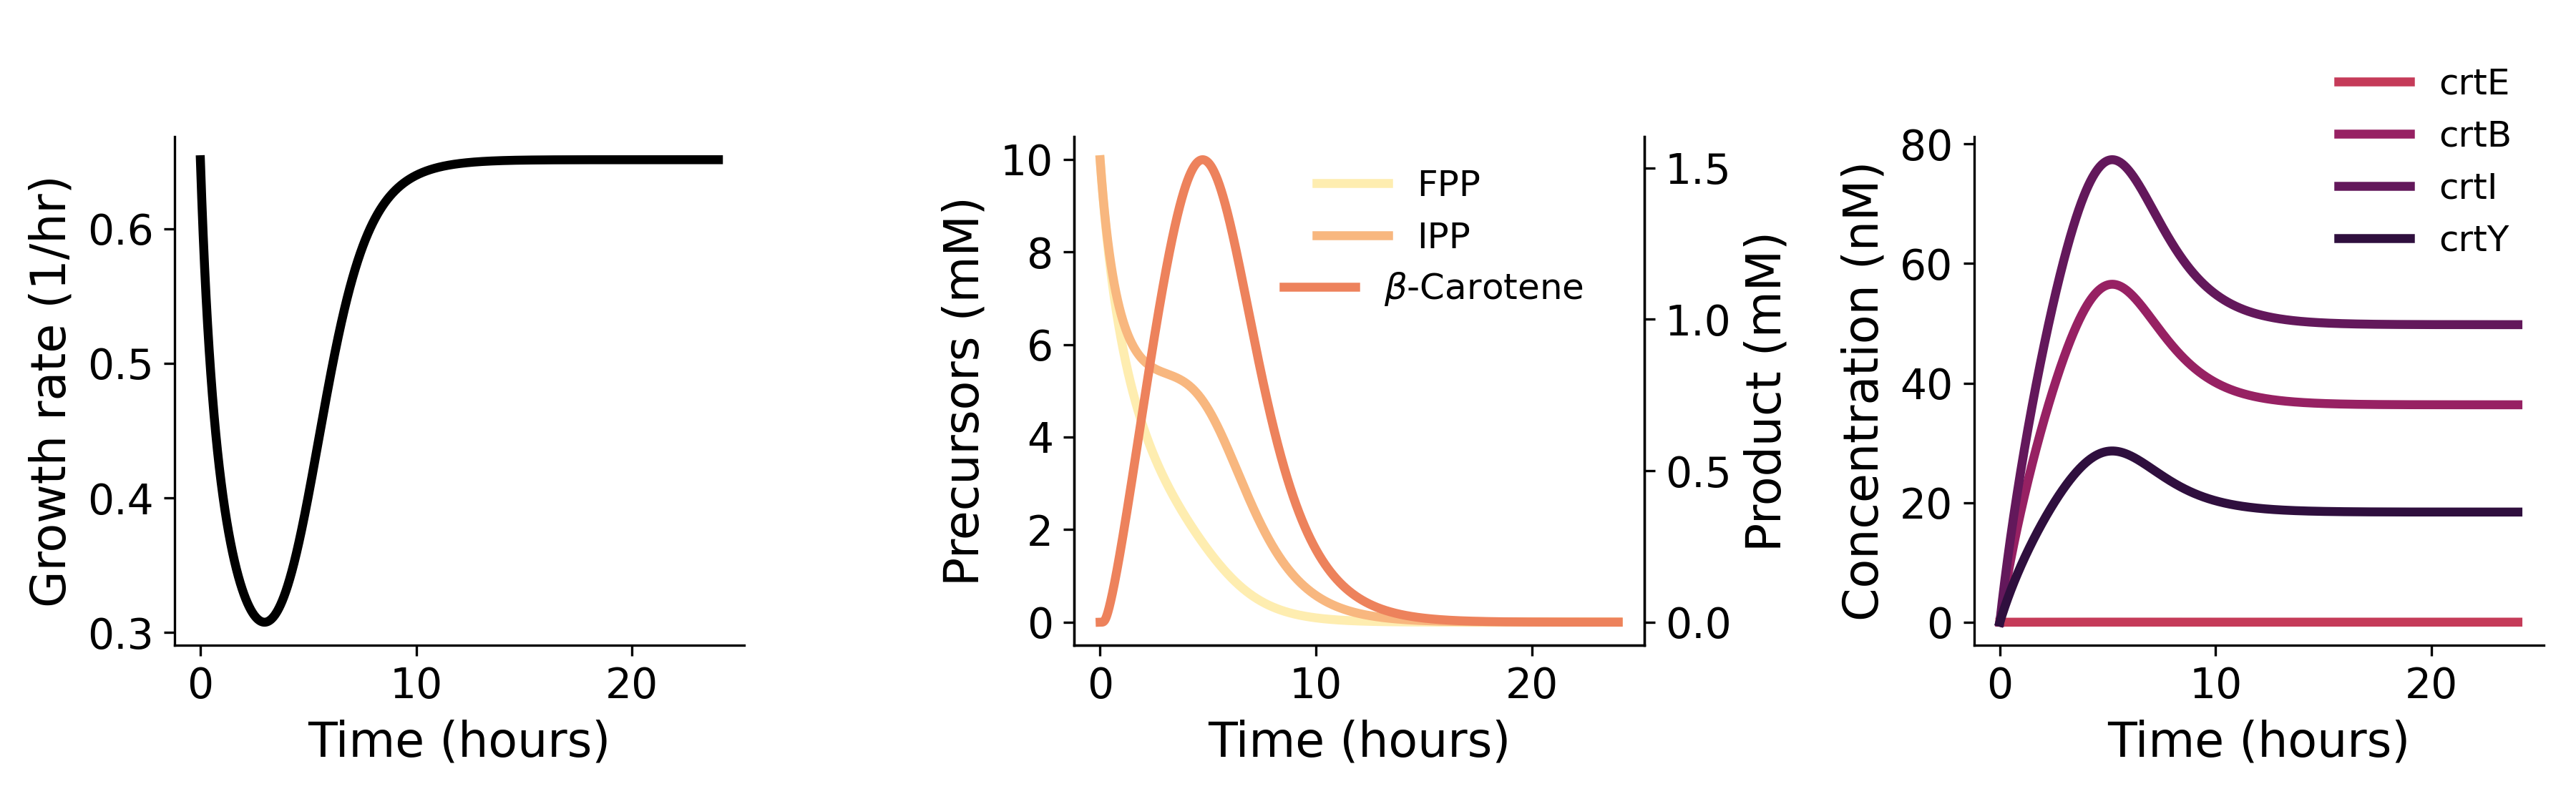 Growth rate (1/hr)
0.6
0.5
0.4
0.3
0 10 20
Time (hours)
Precursors (mM)
10
8
6
4
2
0
0 10 20
Time (hours)
FPP
IPP
β-Carotene
1.5
1.0
0.5
0.0
Product (mM)
Concentration (nM)
80
60
40
20
0
0 10 20
Time (hours)
crtE
crtB
crtI
crtY